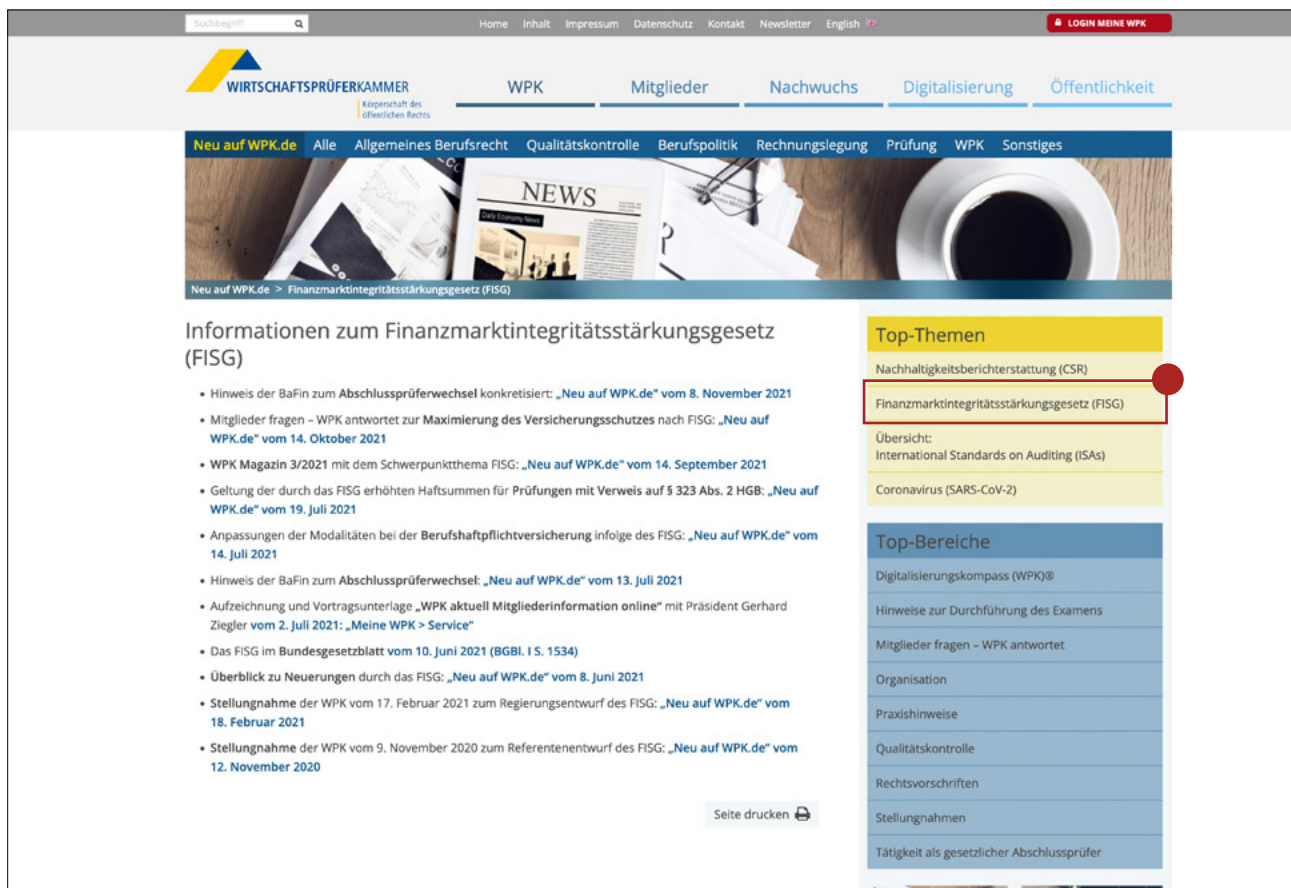 Suchbegriff
Home Inhalt Impressum Datenschutz Kontakt Newsletter English
LOGIN MEINE WPK
WIRTSCHAFTSPRÜFERKAMMER
Körperschaft des
öffentlichen Rechts
WPK Mitglieder Nachwuchs Digitalisierung Öffentlichkeit
Neu auf WPK.de Alle Allgemeines Berufsrecht Qualitätskontrolle Berufspolitik Rechnungslegung Prüfung WPK Sonstiges
NEWS
Daily Economy News
Neu auf WPK.de > Finanzmarktintegritätsstärkungsgesetz (FISG)
Informationen zum Finanzmarktintegritätsstärkungsgesetz
(FISG)
• Hinweis der BaFin zum Abschlussprüferwechsel konkretisiert: „Neu auf WPK.de" vom 8. November 2021
• Mitglieder fragen – WPK antwortet zur Maximierung des Versicherungsschutzes nach FISG: „Neu auf
WPK.de" vom 14. Oktober 2021
• WPK Magazin 3/2021 mit dem Schwerpunktthema FISG: „Neu auf WPK.de" vom 14. September 2021
• Geltung der durch das FISG erhöhten Haftsummen für Prüfungen mit Verweis auf § 323 Abs. 2 HGB: „Neu auf
WPK.de" vom 19. Juli 2021
• Anpassungen der Modalitäten bei der Berufshaftpflichtversicherung infolge des FISG: „Neu auf WPK.de" vom
14. Juli 2021
• Hinweis der BaFin zum Abschlussprüferwechsel: „Neu auf WPK.de" vom 13. Juli 2021
• Aufzeichnung und Vortragsunterlage „WPK aktuell Mitgliederinformation online" mit Präsident Gerhard
Ziegler vom 2. Juli 2021: „Meine WPK > Service"
• Das FISG im Bundesgesetzblatt vom 10. Juni 2021 (BGBl. I S. 1534)
• Überblick zu Neuerungen durch das FISG: „Neu auf WPK.de" vom 8. Juni 2021
• Stellungnahme der WPK vom 17. Februar 2021 zum Regierungsentwurf des FISG: „Neu auf WPK.de" vom
18. Februar 2021
• Stellungnahme der WPK vom 9. November 2020 zum Referentenentwurf des FISG: „Neu auf WPK.de" vom
12. November 2020
Seite drucken
Top-Themen
Nachhaltigkeitsberichterstattung (CSR)
Finanzmarktintegritätsstärkungsgesetz (FISG)
Übersicht:
International Standards on Auditing (ISAs)
Coronavirus (SARS-CoV-2)
Top-Bereiche
Digitalisierungskompass (WPK)®
Hinweise zur Durchführung des Examens
Mitglieder fragen – WPK antwortet
Organisation
Praxishinweise
Qualitätskontrolle
Rechtsvorschriften
Stellungnahmen
Tätigkeit als gesetzlicher Abschlussprüfer